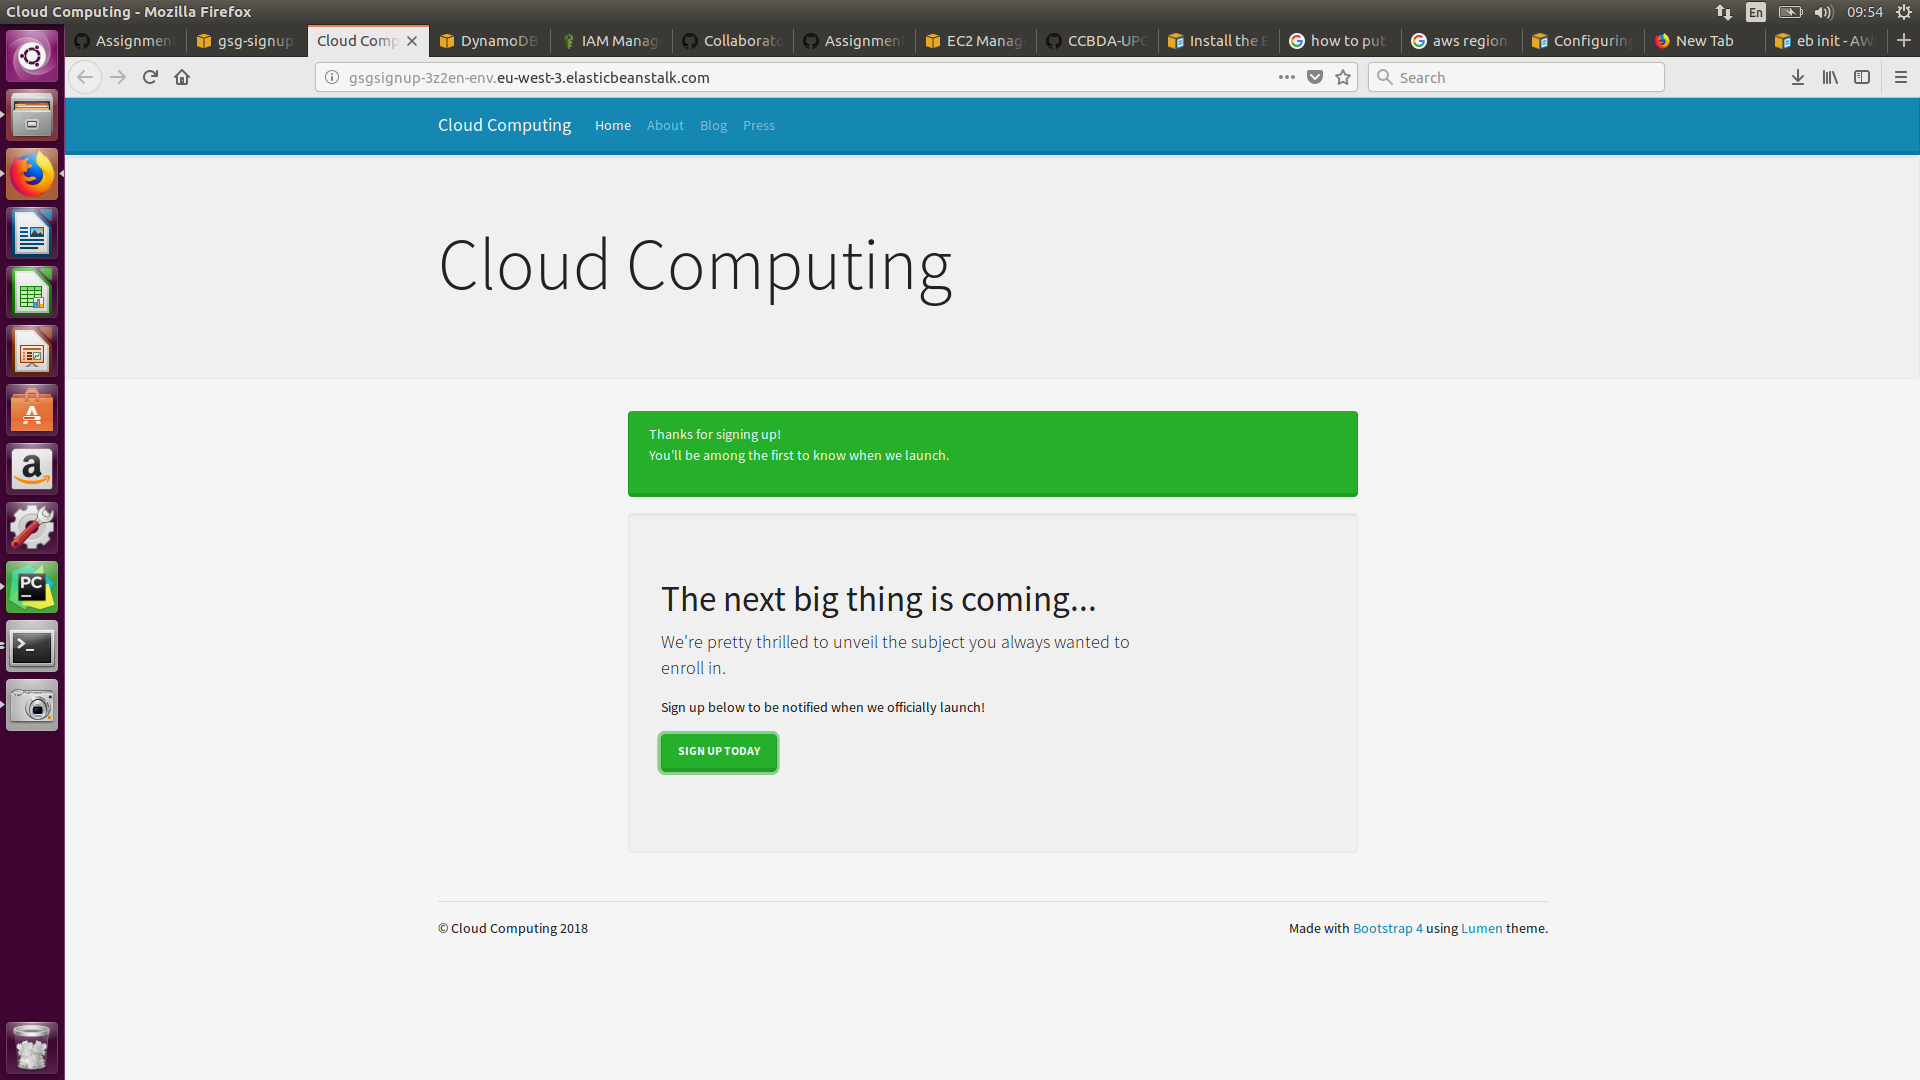 Cloud Computing - Mozilla Firefox
En
09:54
Assignmen
gsg-signup
Cloud Comp
DynamoDB
IAM Manag
Collaborato
Assignmen
EC2 Manag
CCBDA-UPC
Install the E
how to put
aws region
Configuring
New Tab
eb init - AW
gsgsignup-3z2en-env.eu-west-3.elasticbeanstalk.com
Search
Cloud Computing
Home
About
Blog
Press
Cloud Computing
Thanks for signing up!
You'll be among the first to know when we launch.
The next big thing is coming...
We're pretty thrilled to unveil the subject you always wanted to
enroll in.
Sign up below to be notified when we officially launch!
SIGN UP TODAY
© Cloud Computing 2018
Made with Bootstrap 4 using Lumen theme.
PC